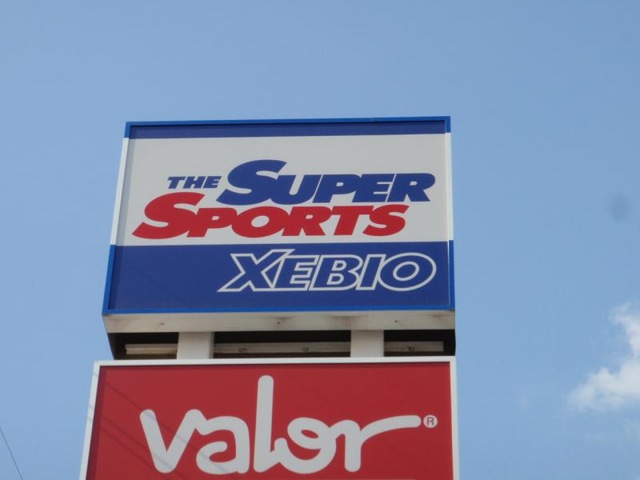 THE SUPER
SPORTS
XEBIO
valor®